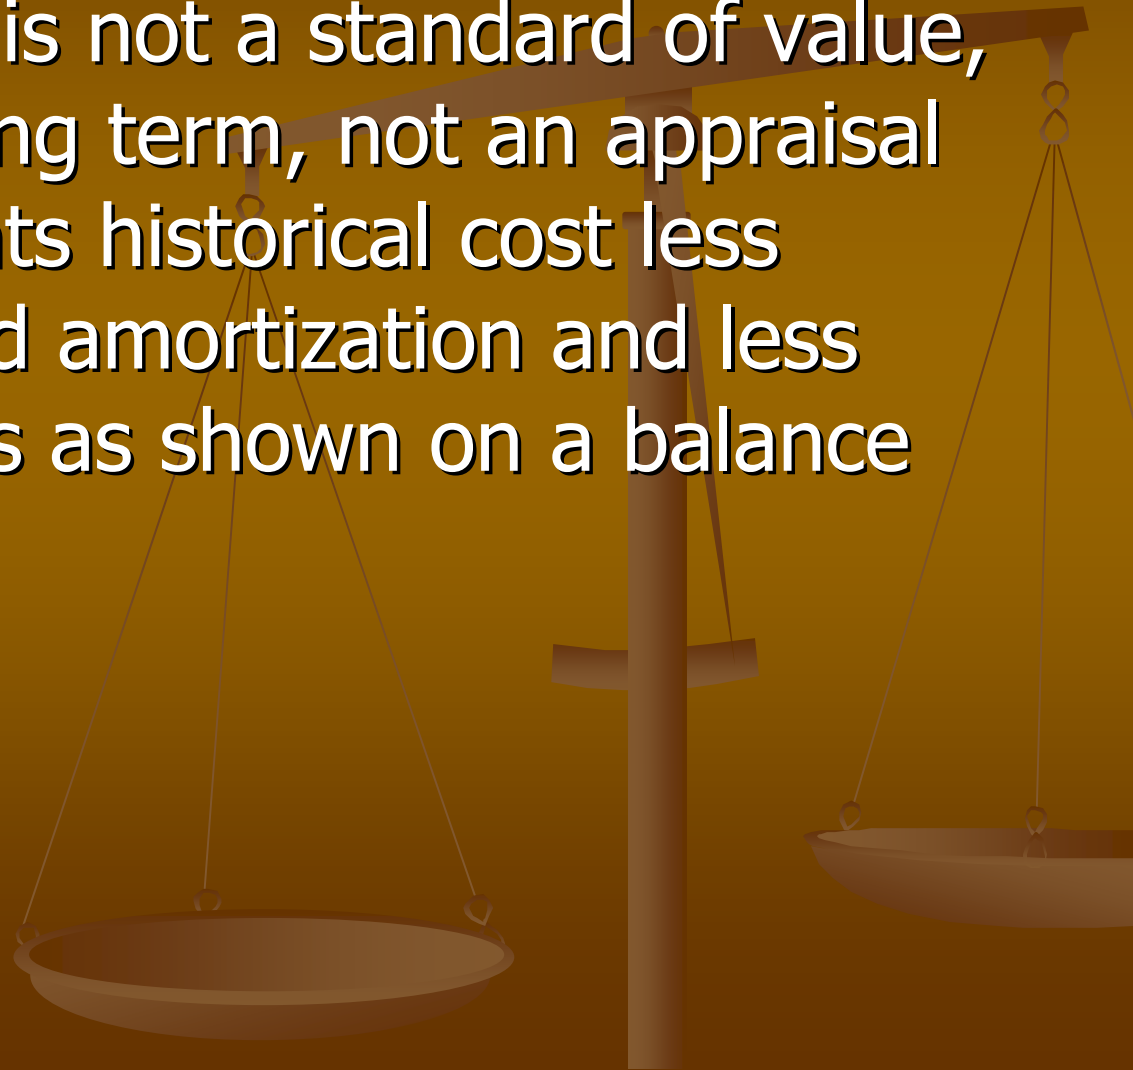 is not a standard of value,
ng term, not an appraisal
ts historical cost less
d amortization and less
s as shown on a balance